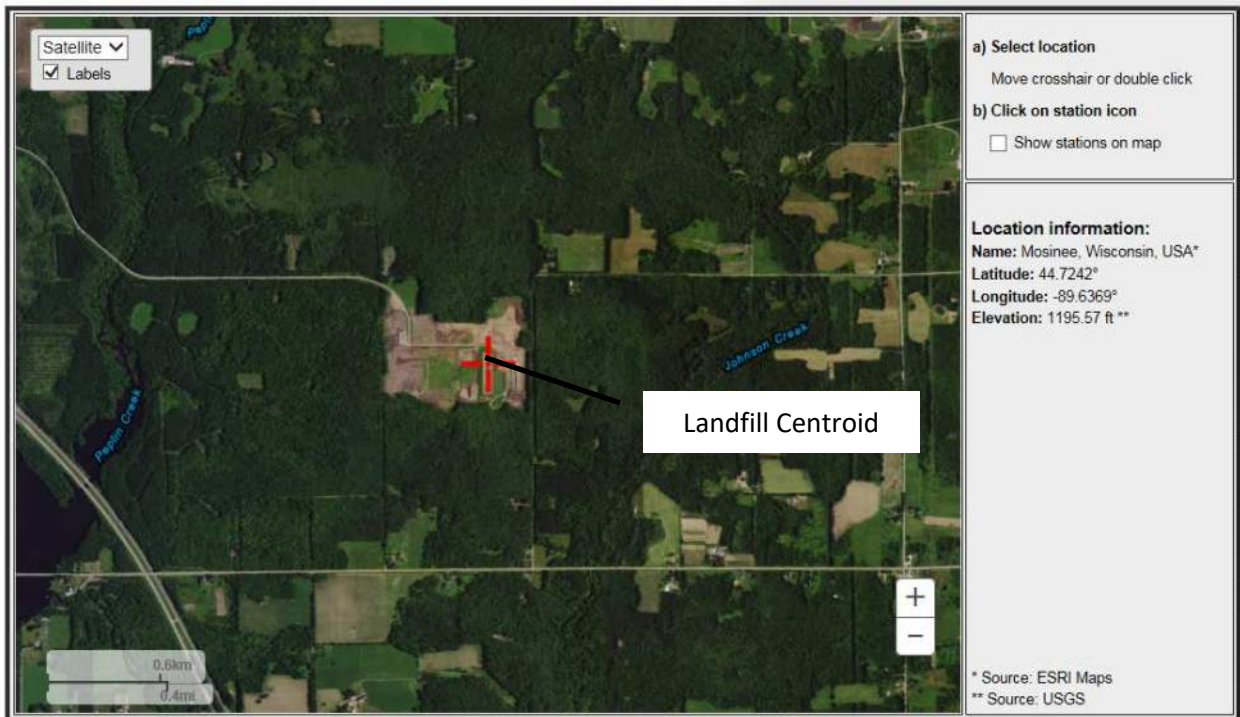 Peplin
Satellite
Labels
Johnson Creek
Peplin Creek
Landfill Centroid
0.6km
0.4mi
+
−
a) Select location
Move crosshair or double click
b) Click on station icon
Show stations on map
Location information:
Name: Mosinee, Wisconsin, USA*
Latitude: 44.7242°
Longitude: -89.6369°
Elevation: 1195.57 ft **
* Source: ESRI Maps
** Source: USGS